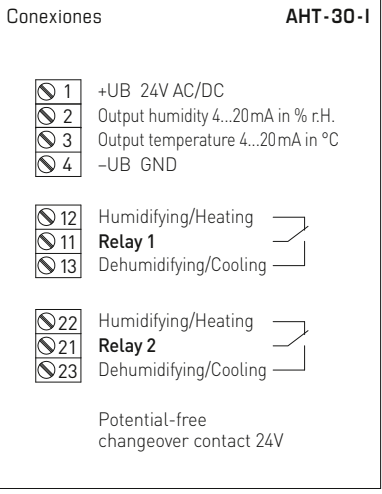 Conexiones AHT-30-I
1 +UB 24V AC/DC
2 Output humidity 4...20mA in % r.H.
3 Output temperature 4...20mA in °C
4 –UB GND
12 Humidifying/Heating
11 Relay 1
13 Dehumidifying/Cooling
22 Humidifying/Heating
21 Relay 2
23 Dehumidifying/Cooling
Potential-free
changeover contact 24V